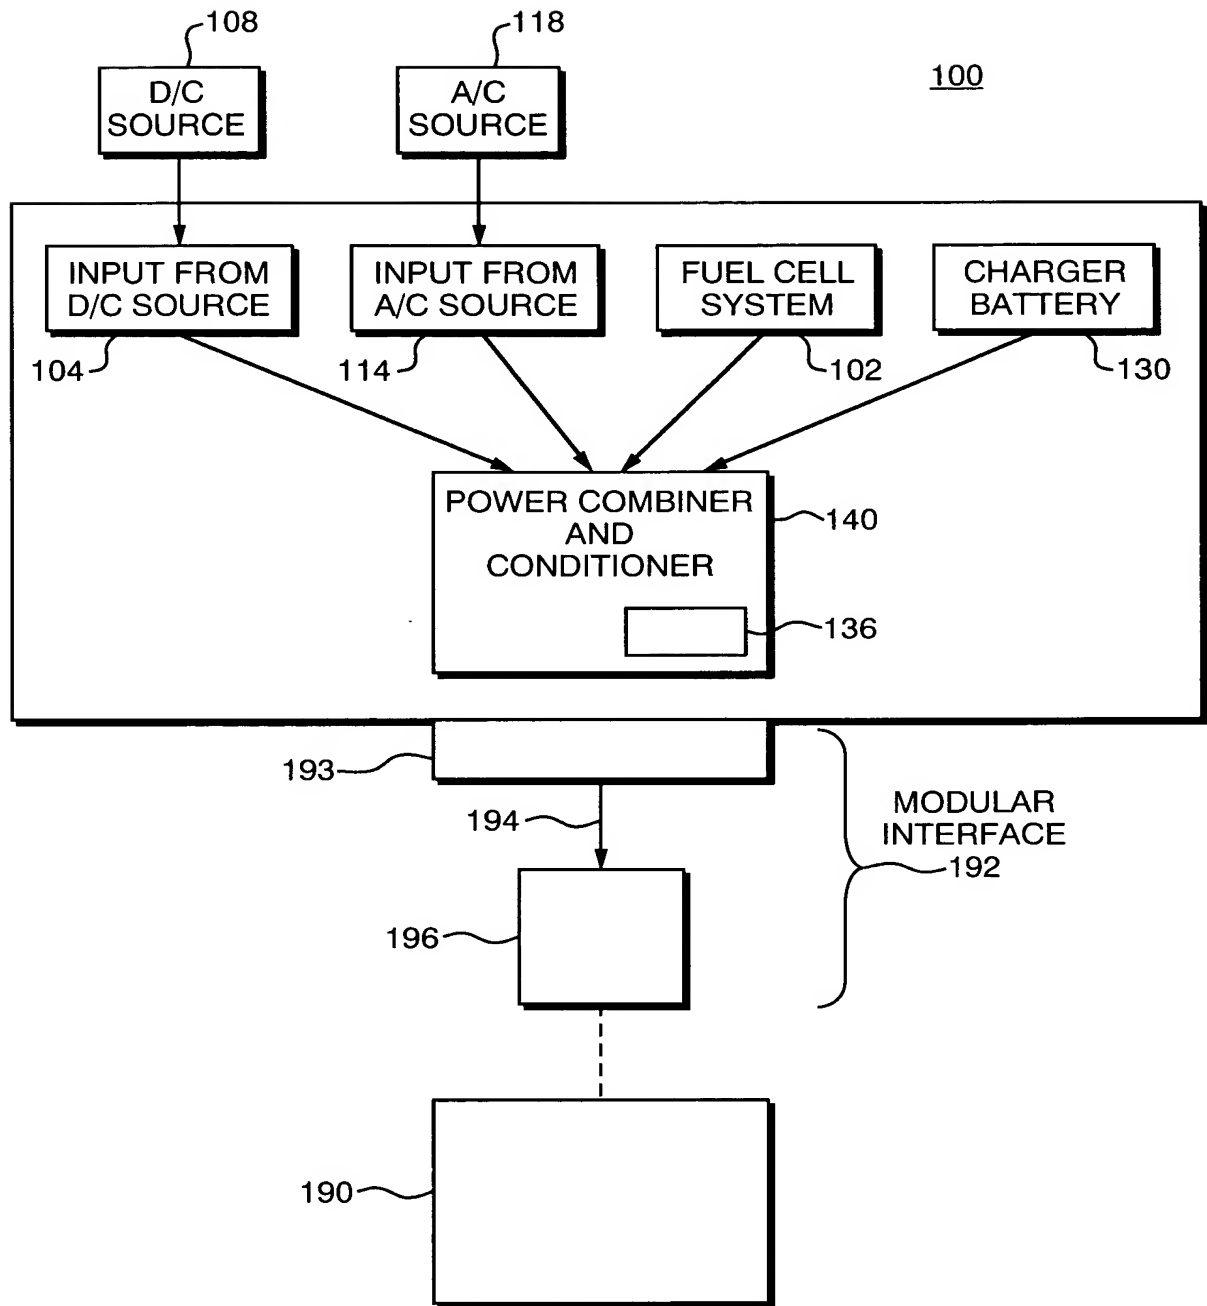 108
118
100
D/C
SOURCE
A/C
SOURCE
INPUT FROM
D/C SOURCE
INPUT FROM
A/C SOURCE
FUEL CELL
SYSTEM
CHARGER
BATTERY
104
114
102
130
POWER COMBINER
AND
CONDITIONER
140
136
193
194
MODULAR
INTERFACE
192
196
190